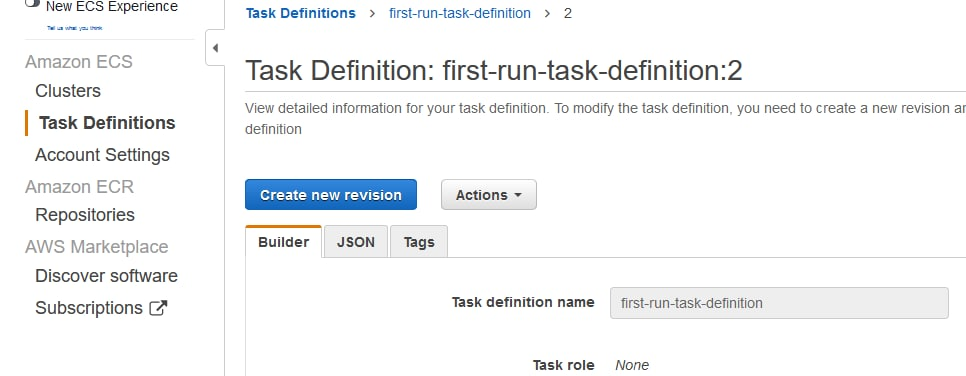 New ECS Experience
Tell us what you think
Amazon ECS
Clusters
Task Definitions
Account Settings
Amazon ECR
Repositories
AWS Marketplace
Discover software
Subscriptions
Task Definitions > first-run-task-definition > 2
Task Definition: first-run-task-definition:2
View detailed information for your task definition. To modify the task definition, you need to create a new revision
definition
Create new revision
Actions
Builder JSON Tags
Task definition name first-run-task-definition
Task role None